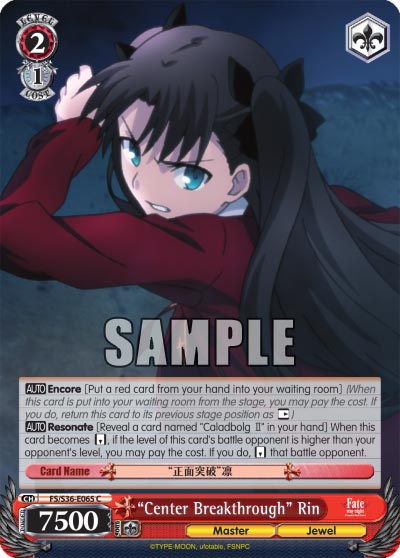 LEVEL
2
1
COST
SAMPLE
AUTO Encore [Put a red card from your hand into your waiting room] (When
this card is put into your waiting room from the stage, you may pay the cost. If
you do, return this card to its previous stage position as )
AUTO Resonate [Reveal a card named "Caladbolg II" in your hand] When this
card becomes , if the level of this card's battle opponent is higher than your
opponent's level, you may pay the cost. If you do, that battle opponent.
Card Name
“正面突破”凛
CH FS/S36-E065 C
“Center Breakthrough” Rin
POWER
7500
SOUL
Fate
stay night
Master
Jewel
©TYPE-MOON, ufotable, FSNPC